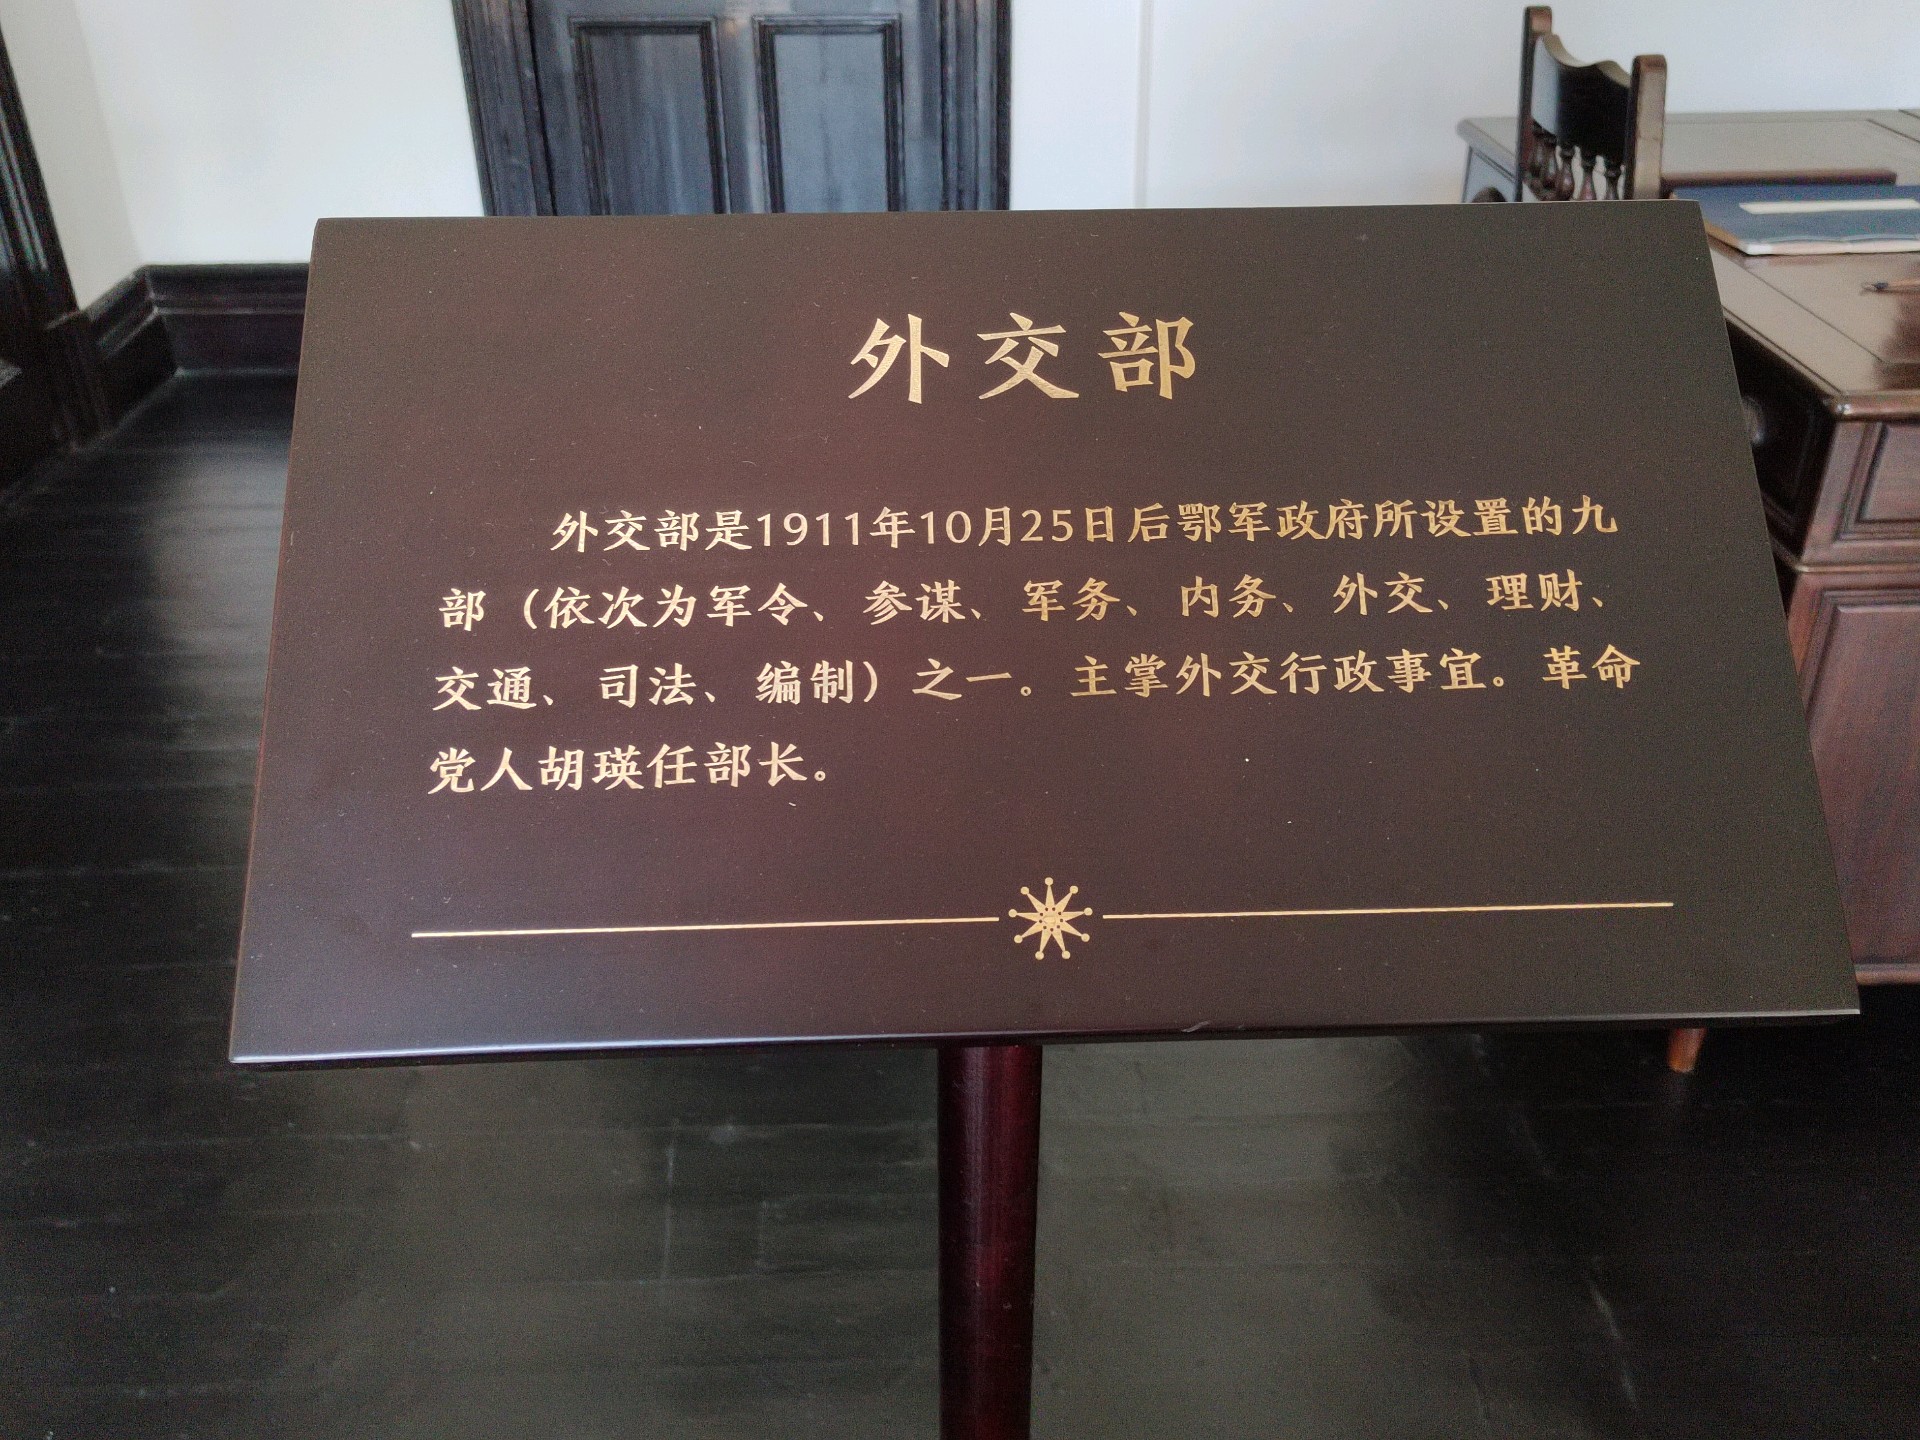 外交部
外交部是1911年10月25日后鄂军政府所设置的九
部（依次为军令、参谋、军务、内务、外交、理财、
交通、司法、编制）之一。主掌外交行政事宜。革命
党人胡瑛任部长。